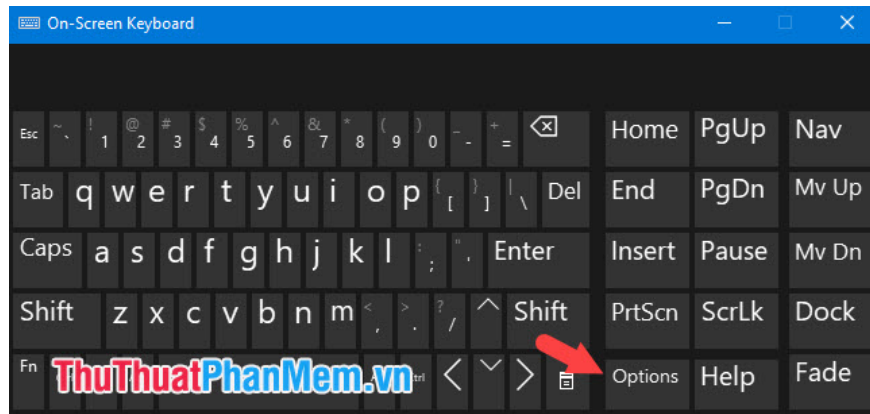 On-Screen Keyboard
Esc ~ ` ! 1 @ 2 # 3 $ 4 % 5 ^ 6 & 7 * 8 ( 9 ) 0 _ - + = Home PgUp Nav
Tab q w e r t y u i o p { [ } ] | \ Del End PgDn Mv Up
Caps a s d f g h j k l : ; " ' Enter Insert Pause Mv Dn
Shift z x c v b n m < , > . ? / Shift PrtScn ScrLk Dock
Fn ThuThuatPhanMem.vn Options Help Fade